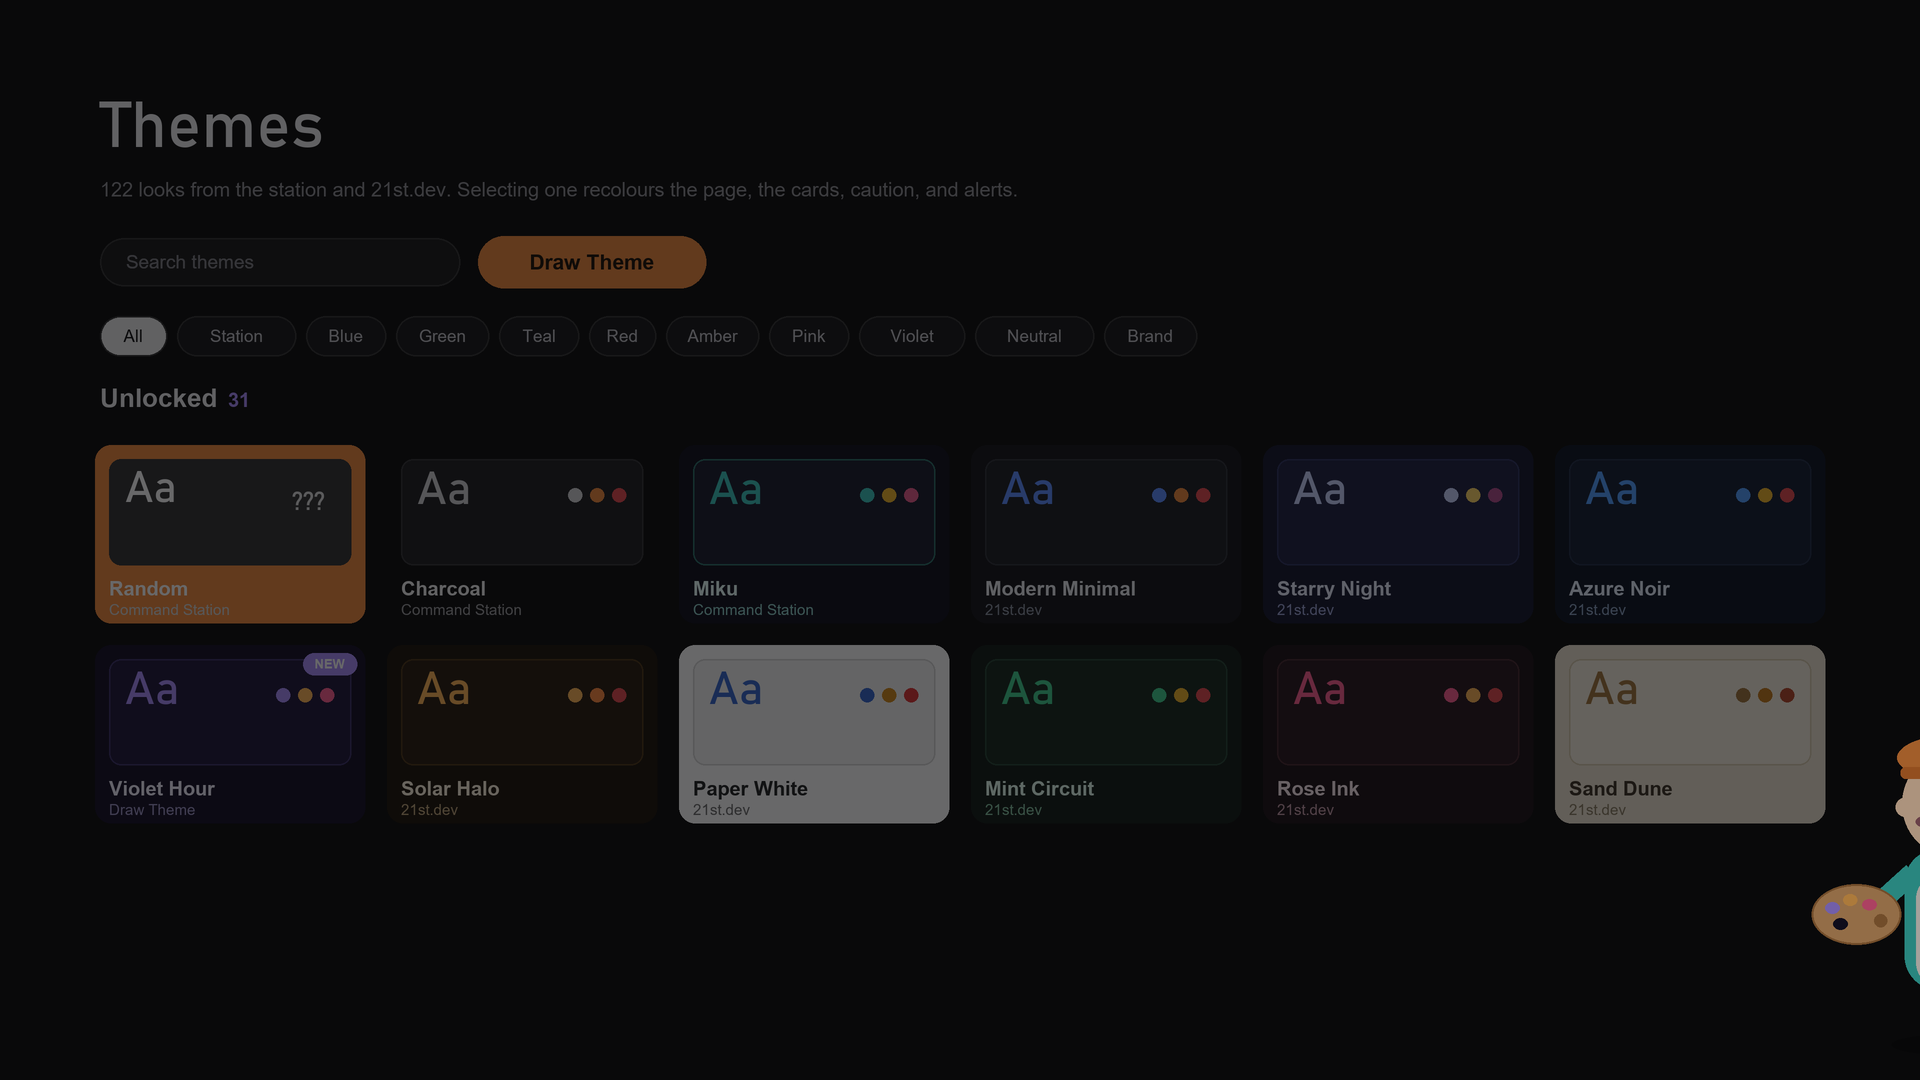 Themes
122 looks from the station and 21st.dev. Selecting one recolours the page, the cards, caution, and alerts.
Search themes
Draw Theme
All Station Blue Green Teal Red Amber Pink Violet Neutral Brand
Unlocked 31
Aa ??? Aa Aa Aa Aa Aa
Random Charcoal Miku Modern Minimal Starry Night Azure Noir
Command Station Command Station Command Station 21st.dev 21st.dev 21st.dev
NEW
Aa Aa Aa Aa Aa Aa
Violet Hour Solar Halo Paper White Mint Circuit Rose Ink Sand Dune
Draw Theme 21st.dev 21st.dev 21st.dev 21st.dev 21st.dev